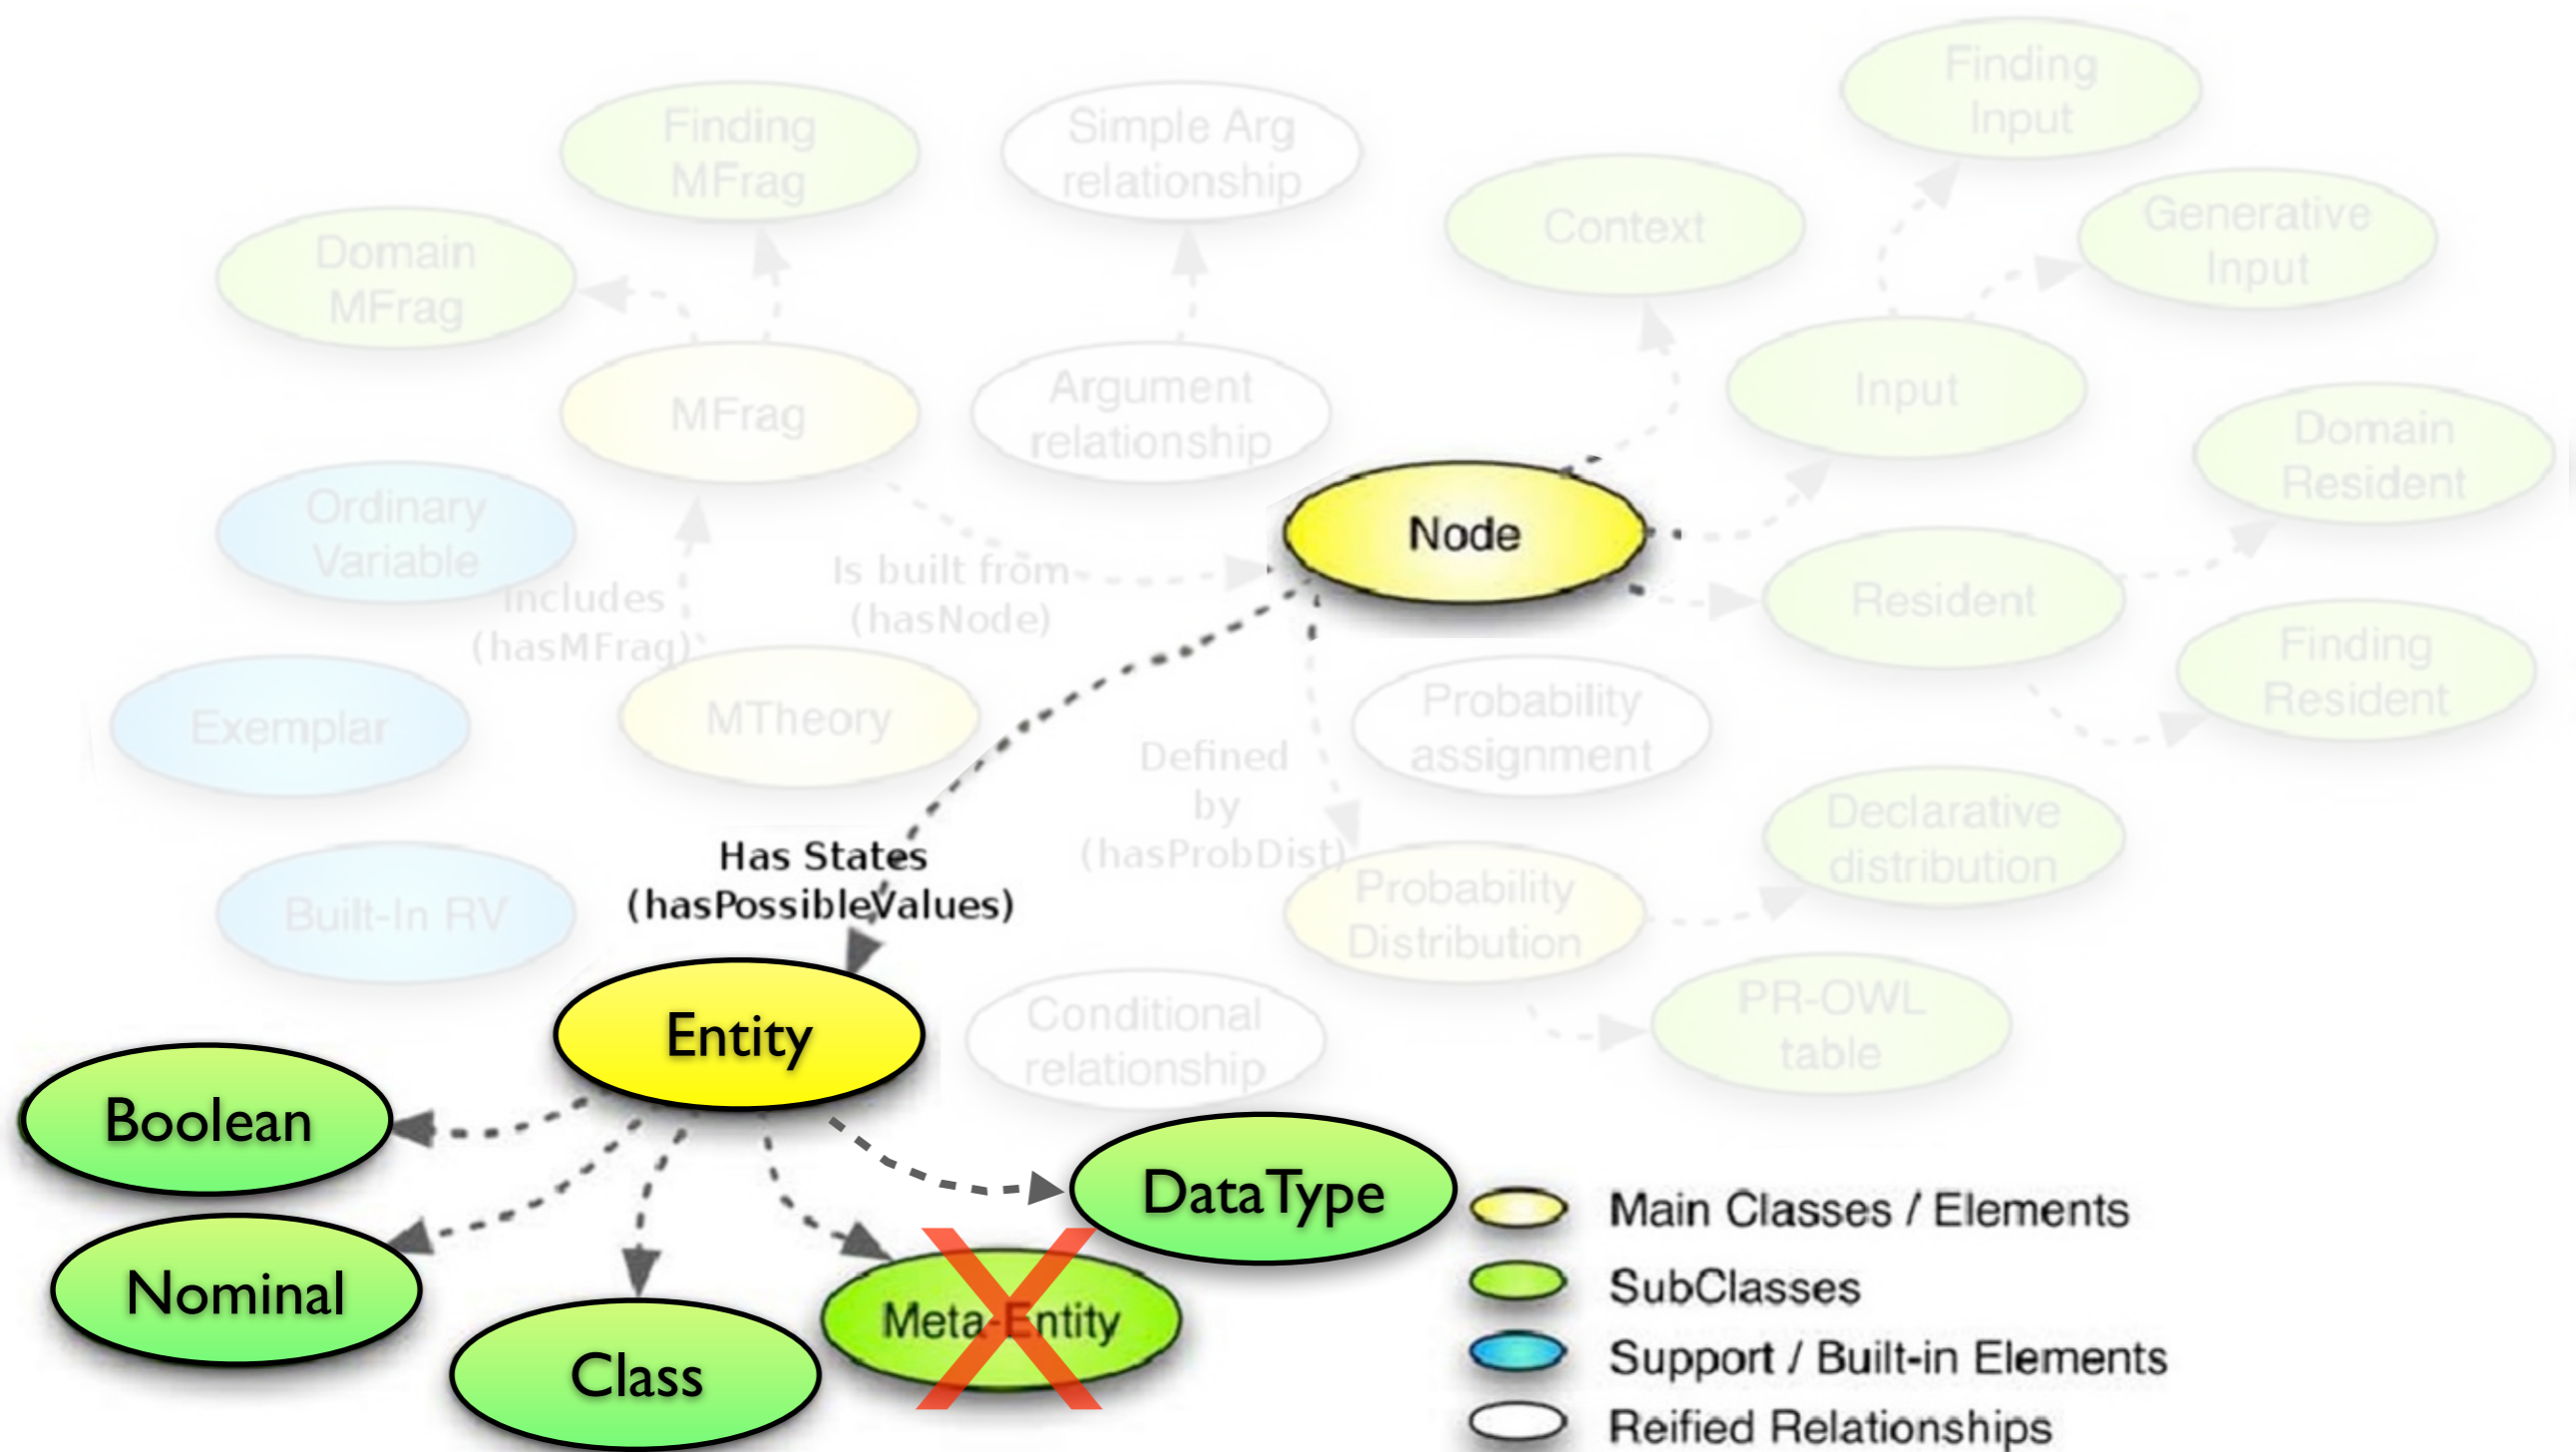 Finding
Input
Finding
MFrag
Simple Arg
relationship
Context
Generative
Input
Domain
MFrag
MFrag
Argument
relationship
Input
Domain
Resident
Ordinary
Variable
Includes
(hasMFrag)
Is built from
(hasNode)
Node
Resident
Finding
Resident
Exemplar
MTheory
Probability
assignment
Defined
by
(hasProbDist)
Declarative
distribution
Has States
(hasPossibleValues)
Built-In RV
Probability
Distribution
Entity
Conditional
relationship
PR-OWL
table
Boolean
DataType
Nominal
Meta-Entity
X
Class
Main Classes / Elements
SubClasses
Support / Built-in Elements
Reified Relationships